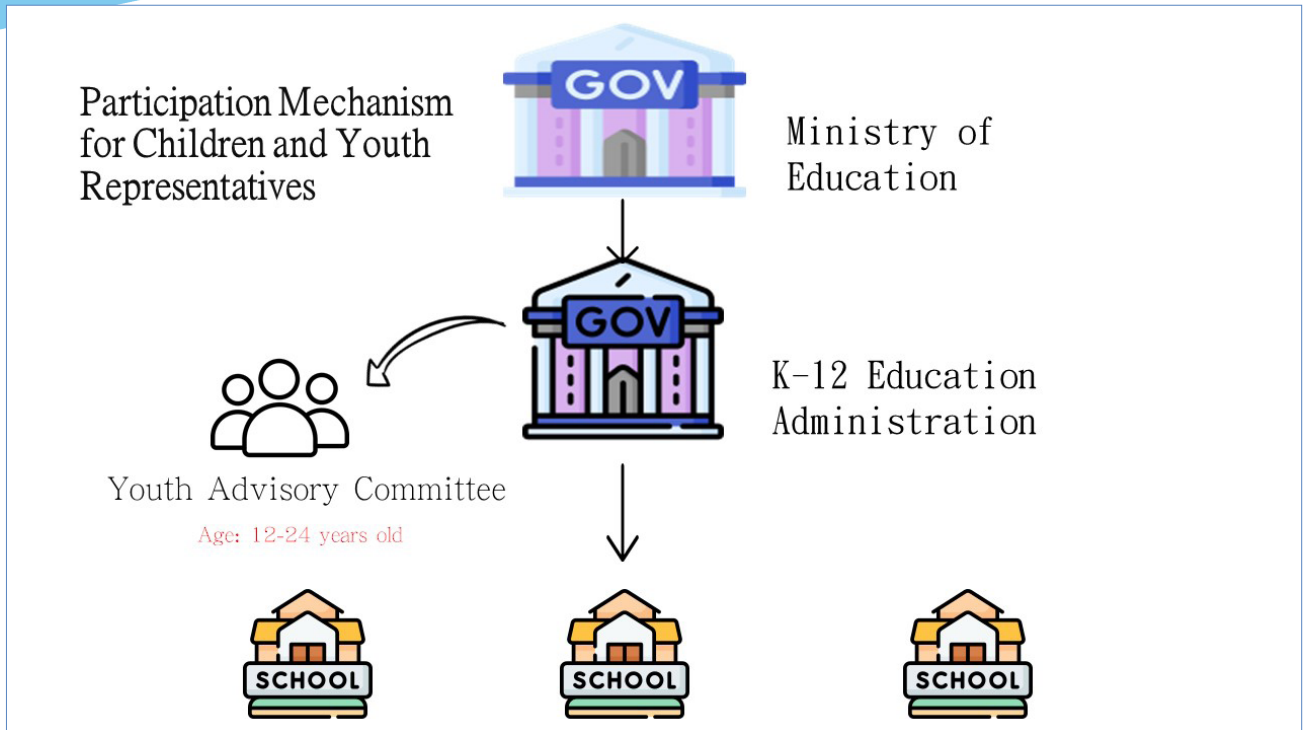 Participation Mechanism
for Children and Youth
Representatives
GOV
Ministry of
Education
GOV
K-12 Education
Administration
Youth Advisory Committee
Age: 12-24 years old
SCHOOL
SCHOOL
SCHOOL